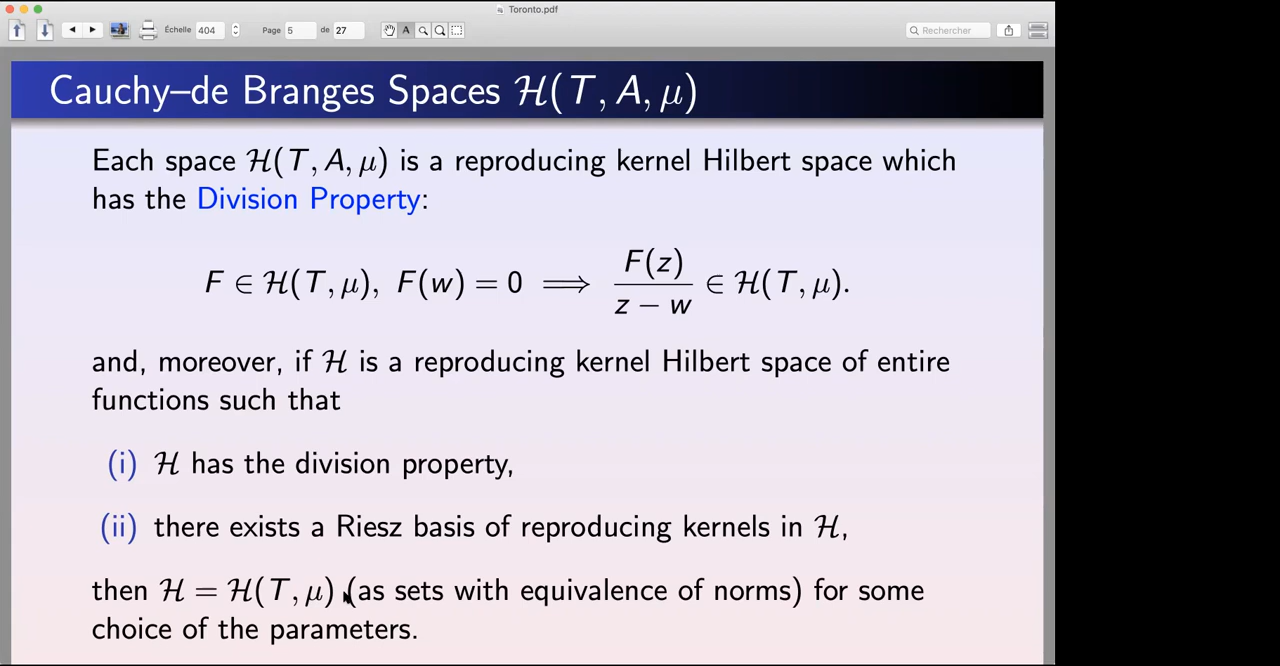 Toronto.pdf
Échelle 404 Page 5 de 27 A Rechercher
Cauchy–de Branges Spaces ℋ(T, A, μ)
Each space ℋ(T, A, μ) is a reproducing kernel Hilbert space which
has the Division Property:
F ∈ ℋ(T, μ), F(w) = 0 ⟹ F(z)/(z − w) ∈ ℋ(T, μ).
and, moreover, if ℋ is a reproducing kernel Hilbert space of entire
functions such that
(i) ℋ has the division property,
(ii) there exists a Riesz basis of reproducing kernels in ℋ,
then ℋ = ℋ(T, μ) (as sets with equivalence of norms) for some
choice of the parameters.